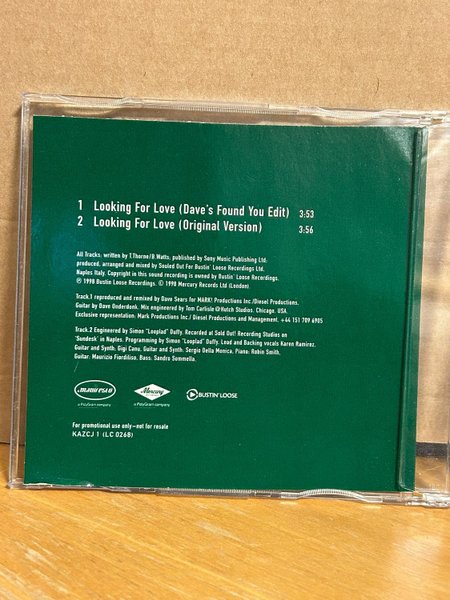 1 Looking For Love (Dave's Found You Edit) 3:53
2 Looking For Love (Original Version) 3:56
All Tracks: written by T.Thorne/R.Watts, published by Sony Music Publishing Ltd.
produced, arranged and mixed by Souled Out For Bustin' Loose Recordings Ltd.
Naples Italy. Copyright in this sound recording is owned by Bustin' Loose Recordings.
℗ 1998 Bustin' Loose Recordings. © 1998 Mercury Records Ltd (London).
Track.1 reproduced and remixed by Dave Sears for MARK! Productions Inc/Diesel Productions.
Guitar by Dave Onderdonk. Mix engineered by Tom Carlisle @ Hutch Studios. Chicago. USA.
Exclusive representation: Mark Productions Inc./ Diesel Productions and Management. +44 151 709 6905
Track.2 Engineered by Simon "Looplad" Duffy. Recorded at Sold Out! Recording Studios on
'Sundesk' in Naples. Programming by Simon "Looplad" Duffy. Lead and Backing vocals Karen Ramirez.
Guitar and Synth: Gigi Canu, Guitar and Synth: Sergio Della Monica, Piano: Robin Smith,
Guitar: Maurizio Fiordiliso, Bass: Sandro Sommella.
manifesto
a PolyGram company
Mercury
a PolyGram company
BUSTIN' LOOSE
For promotional use only–not for resale
KAZCJ 1 (LC 0268)